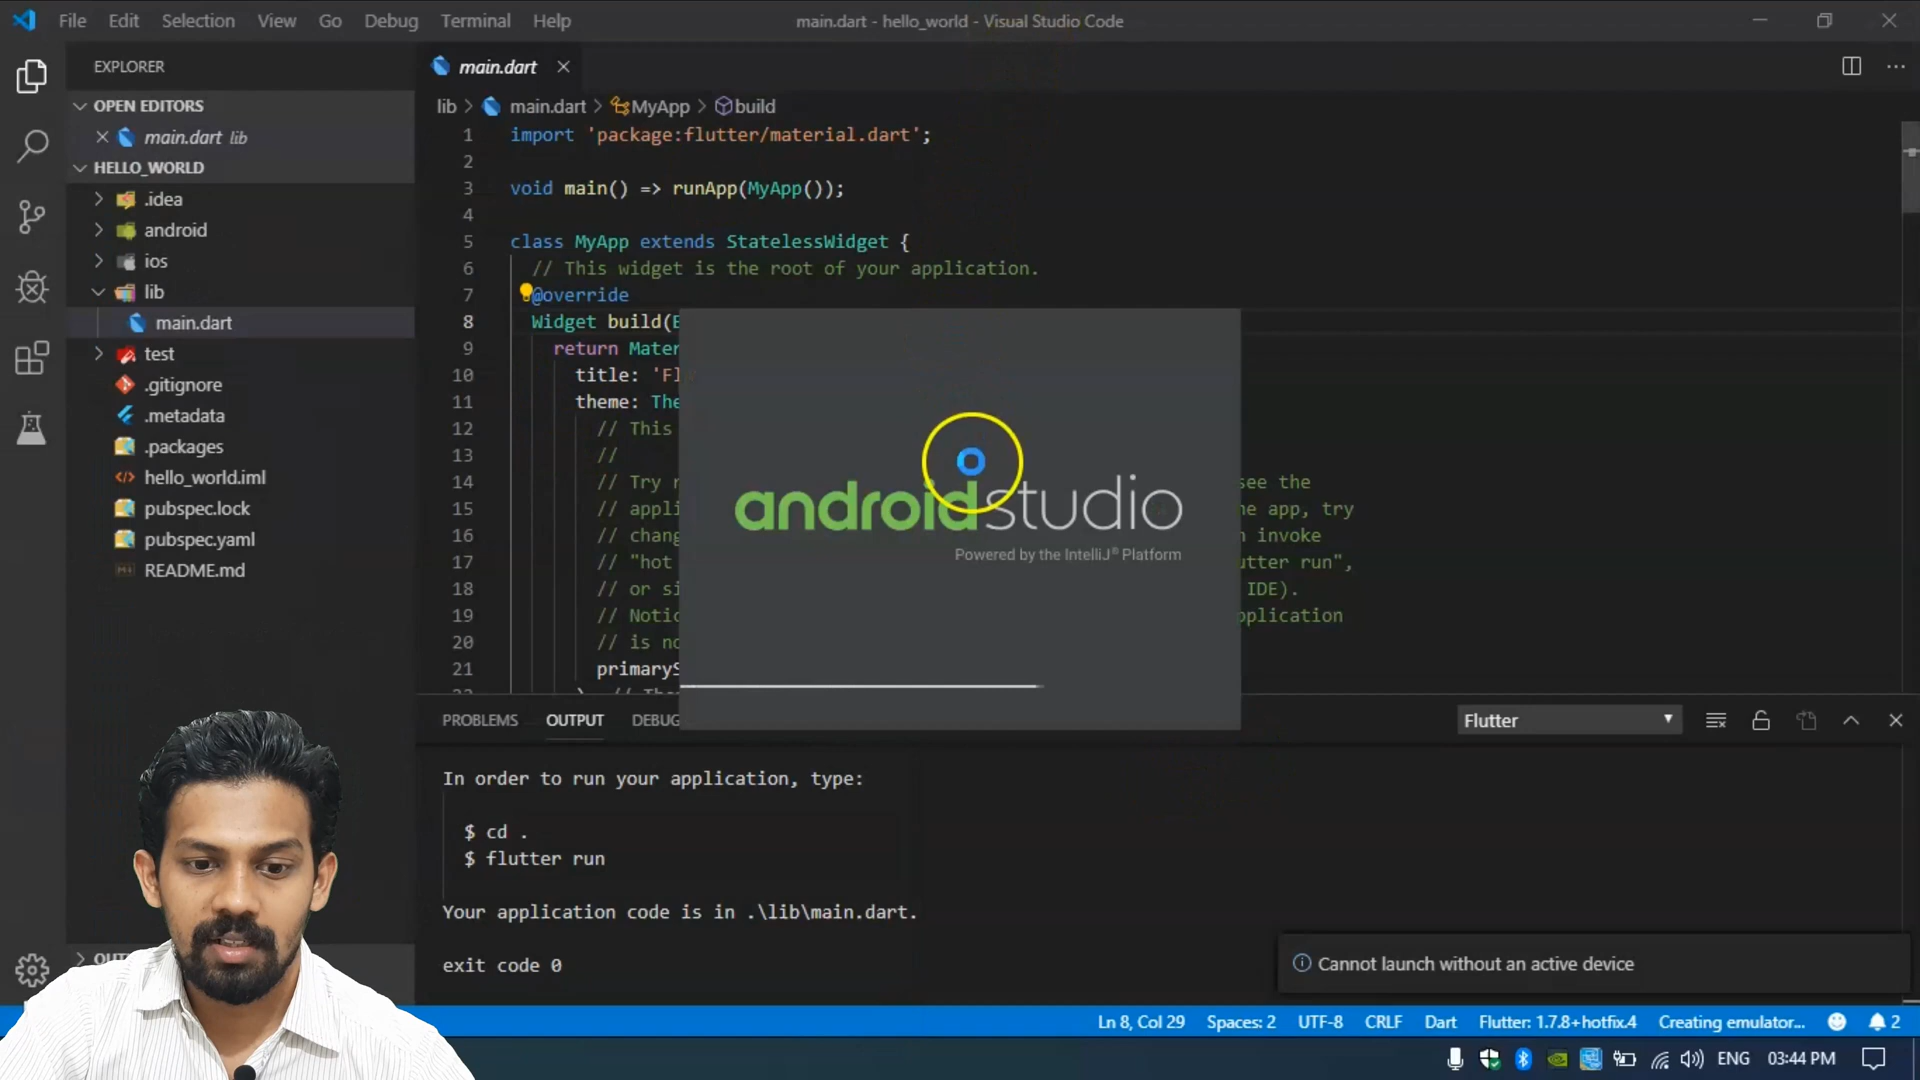 File Edit Selection View Go Debug Terminal Help
main.dart - hello_world - Visual Studio Code
EXPLORER
OPEN EDITORS
main.dart lib
HELLO_WORLD
.idea
android
ios
lib
main.dart
test
.gitignore
.metadata
.packages
hello_world.iml
pubspec.lock
pubspec.yaml
README.md
main.dart
lib > main.dart > MyApp > build
1 import 'package:flutter/material.dart';
2
3 void main() => runApp(MyApp());
4
5 class MyApp extends StatelessWidget {
6 // This widget is the root of your application.
7 @override
8 Widget build(
9 return Mater
10 title: 'Fl
11 theme: The
12 // This
13 //
14 // Try r see the
15 // appli he app, try
16 // chang n invoke
17 // "hot utter run",
18 // or si IDE).
19 // Notic pplication
20 // is no
21 primaryS
androidstudio
Powered by the IntelliJ® Platform
PROBLEMS OUTPUT DEBUG
Flutter
In order to run your application, type:
$ cd .
$ flutter run
Your application code is in .\lib\main.dart.
exit code 0
Cannot launch without an active device
Ln 8, Col 29 Spaces: 2 UTF-8 CRLF Dart Flutter: 1.7.8+hotfix.4 Creating emulator... 2
ENG 03:44 PM